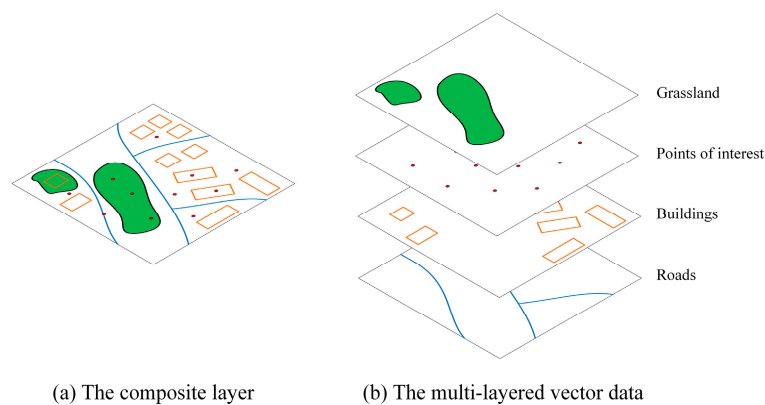 Grassland
Points of interest
Buildings
Roads
(a) The composite layer
(b) The multi-layered vector data